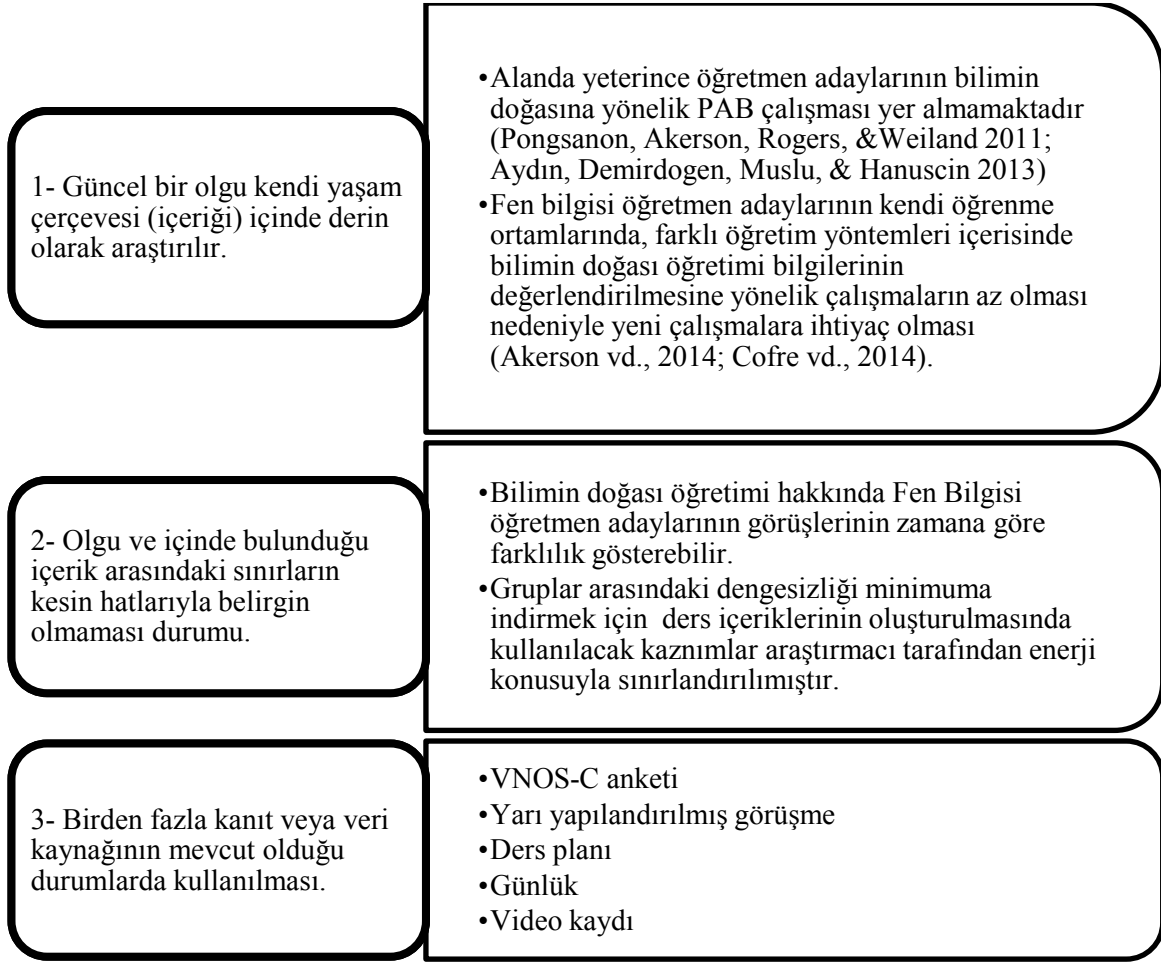 1- Güncel bir olgu kendi yaşam
çerçevesi (içeriği) içinde derin
olarak araştırılır.
•Alanda yeterince öğretmen adaylarının bilimin
doğasına yönelik PAB çalışması yer almamaktadır
(Pongsanon, Akerson, Rogers, &Weiland 2011;
Aydın, Demirdogen, Muslu, & Hanuscin 2013)
•Fen bilgisi öğretmen adaylarının kendi öğrenme
ortamlarında, farklı öğretim yöntemleri içerisinde
bilimin doğası öğretimi bilgilerinin
değerlendirilmesine yönelik çalışmaların az olması
nedeniyle yeni çalışmalara ihtiyaç olması
(Akerson vd., 2014; Cofre vd., 2014).
2- Olgu ve içinde bulunduğu
içerik arasındaki sınırların
kesin hatlarıyla belirgin
olmaması durumu.
•Bilimin doğası öğretimi hakkında Fen Bilgisi
öğretmen adaylarının görüşlerinin zamana göre
farklılık gösterebilir.
•Gruplar arasındaki dengesizliği minimuma
indirmek için ders içeriklerinin oluşturulmasında
kullanılacak kaznımlar araştırmacı tarafından enerji
konusuyla sınırlandırılımıştır.
3- Birden fazla kanıt veya veri
kaynağının mevcut olduğu
durumlarda kullanılması.
•VNOS-C anketi
•Yarı yapılandırılmış görüşme
•Ders planı
•Günlük
•Video kaydı